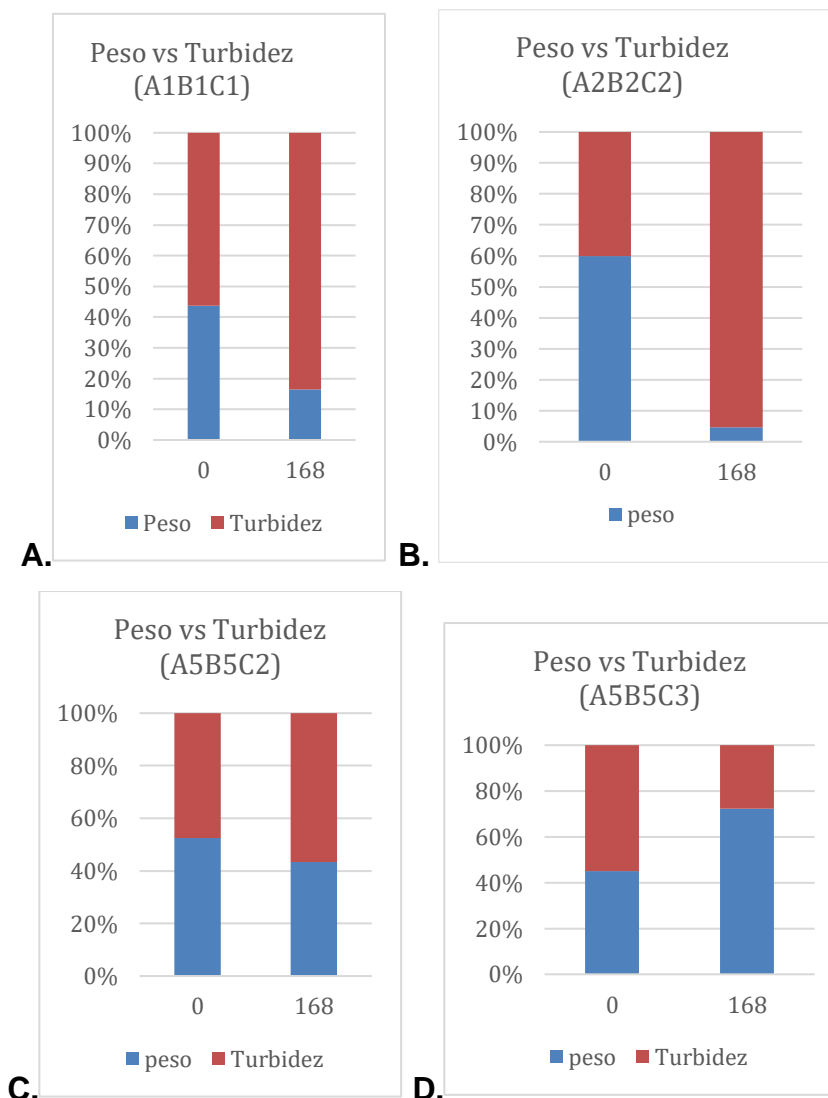 Peso vs Turbidez
(A1B1C1)
100%
90%
80%
70%
60%
50%
40%
30%
20%
10%
0%
0 168
Peso Turbidez
A.
Peso vs Turbidez
(A2B2C2)
100%
90%
80%
70%
60%
50%
40%
30%
20%
10%
0%
0 168
peso
B.
Peso vs Turbidez
(A5B5C2)
100%
80%
60%
40%
20%
0%
0 168
peso Turbidez
C.
Peso vs Turbidez
(A5B5C3)
100%
80%
60%
40%
20%
0%
0 168
peso Turbidez
D.